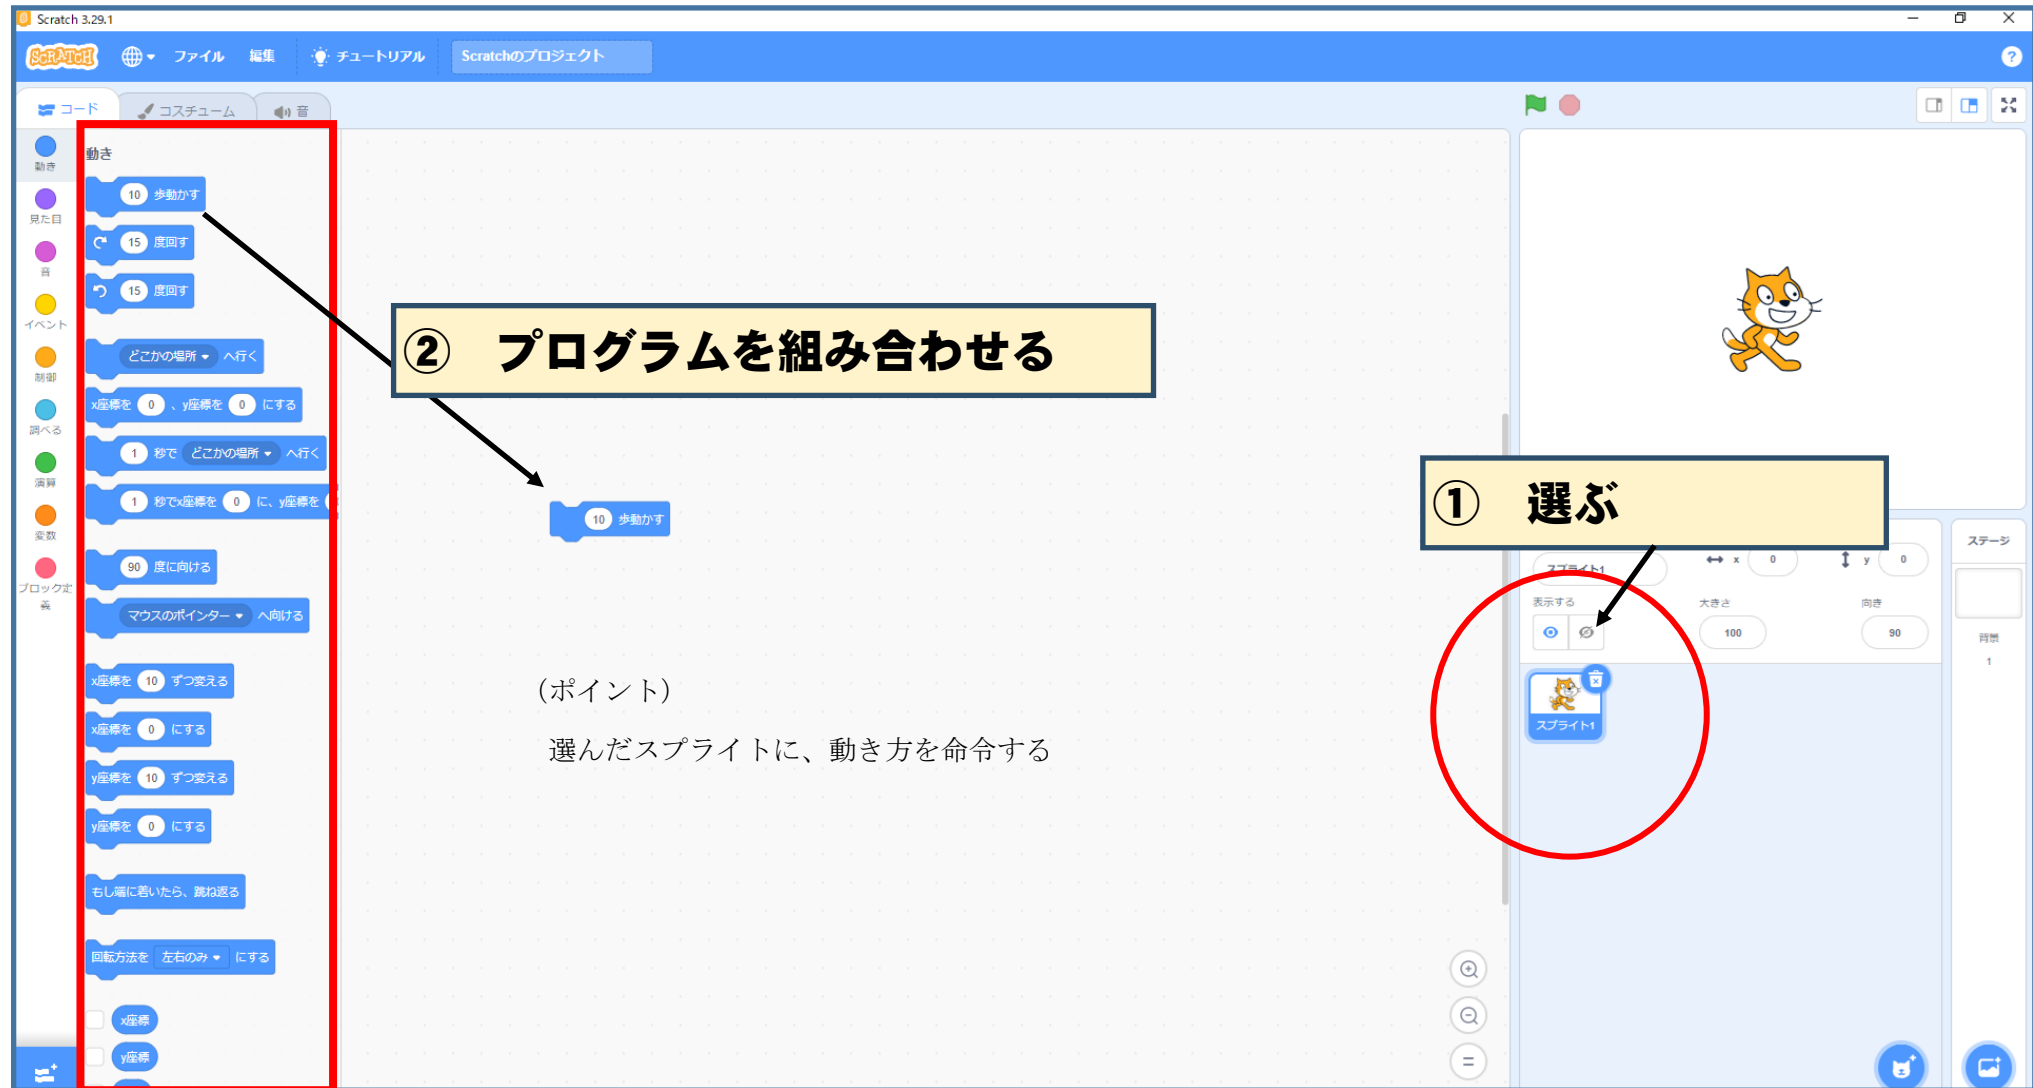 Scratch 3.29.1
SCRATCH
ファイル
編集
チュートリアル
Scratchのプロジェクト
コード
コスチューム
音
動き
見た目
音
イベント
制御
調べる
演算
変数
ブロック定
義
動き
10 歩動かす
15 度回す
15 度回す
どこかの場所 へ行く
x座標を 0 、y座標を 0 にする
1 秒で どこかの場所 へ行く
1 秒でx座標を 0 に、y座標を
90 度に向ける
マウスのポインター へ向ける
x座標を 10 ずつ変える
x座標を 0 にする
y座標を 10 ずつ変える
y座標を 0 にする
もし端に着いたら、跳ね返る
回転方法を 左右のみ にする
x座標
y座標
② プログラムを組み合わせる
10 歩動かす
（ポイント）
選んだスプライトに、動き方を命令する
① 選ぶ
スプライト1
x 0
y 0
表示する
大きさ
100
向き
90
スプライト1
ステージ
背景
1